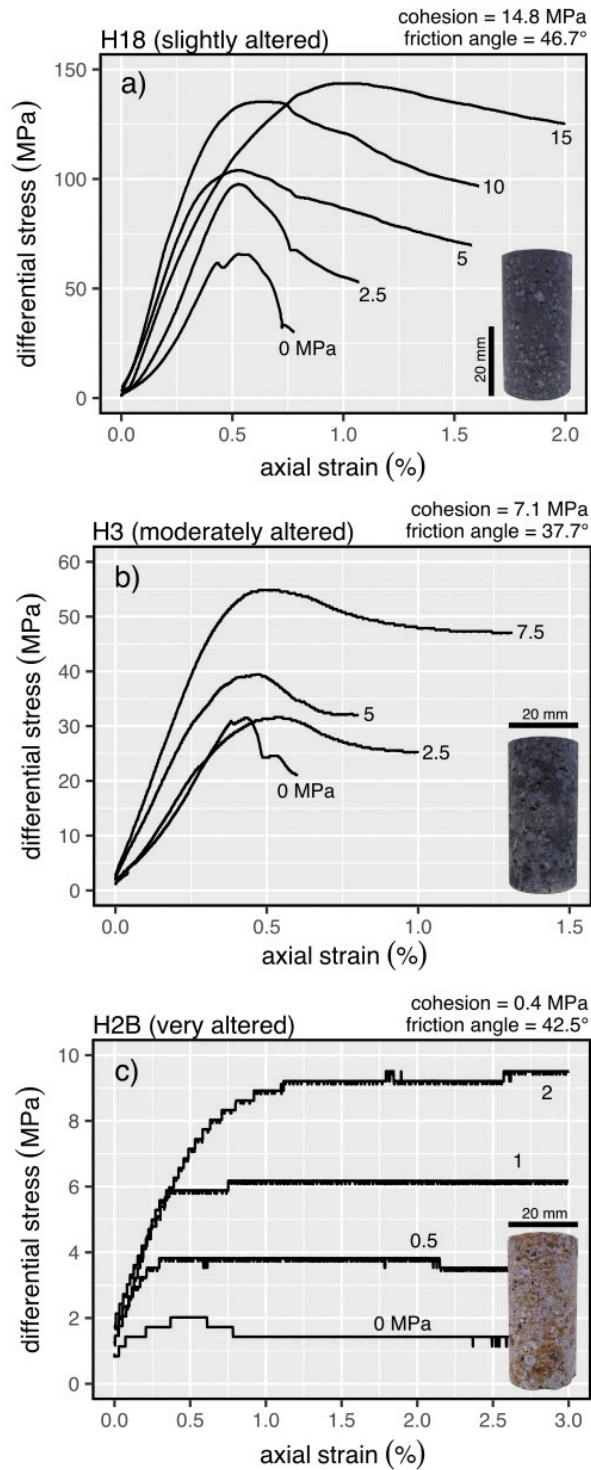 cohesion = 14.8 MPa
H18 (slightly altered)
friction angle = 46.7°
a)
150
100
50
0
differential stress (MPa)
15
10
5
2.5
0 MPa
20 mm
0.0 0.5 1.0 1.5 2.0
axial strain (%)
cohesion = 7.1 MPa
H3 (moderately altered)
friction angle = 37.7°
b)
60
50
40
30
20
10
0
differential stress (MPa)
7.5
5
2.5
0 MPa
20 mm
0.0 0.5 1.0 1.5
axial strain (%)
cohesion = 0.4 MPa
H2B (very altered)
friction angle = 42.5°
c)
10
8
6
4
2
0
differential stress (MPa)
2
1
0.5
0 MPa
20 mm
0.0 0.5 1.0 1.5 2.0 2.5 3.0
axial strain (%)